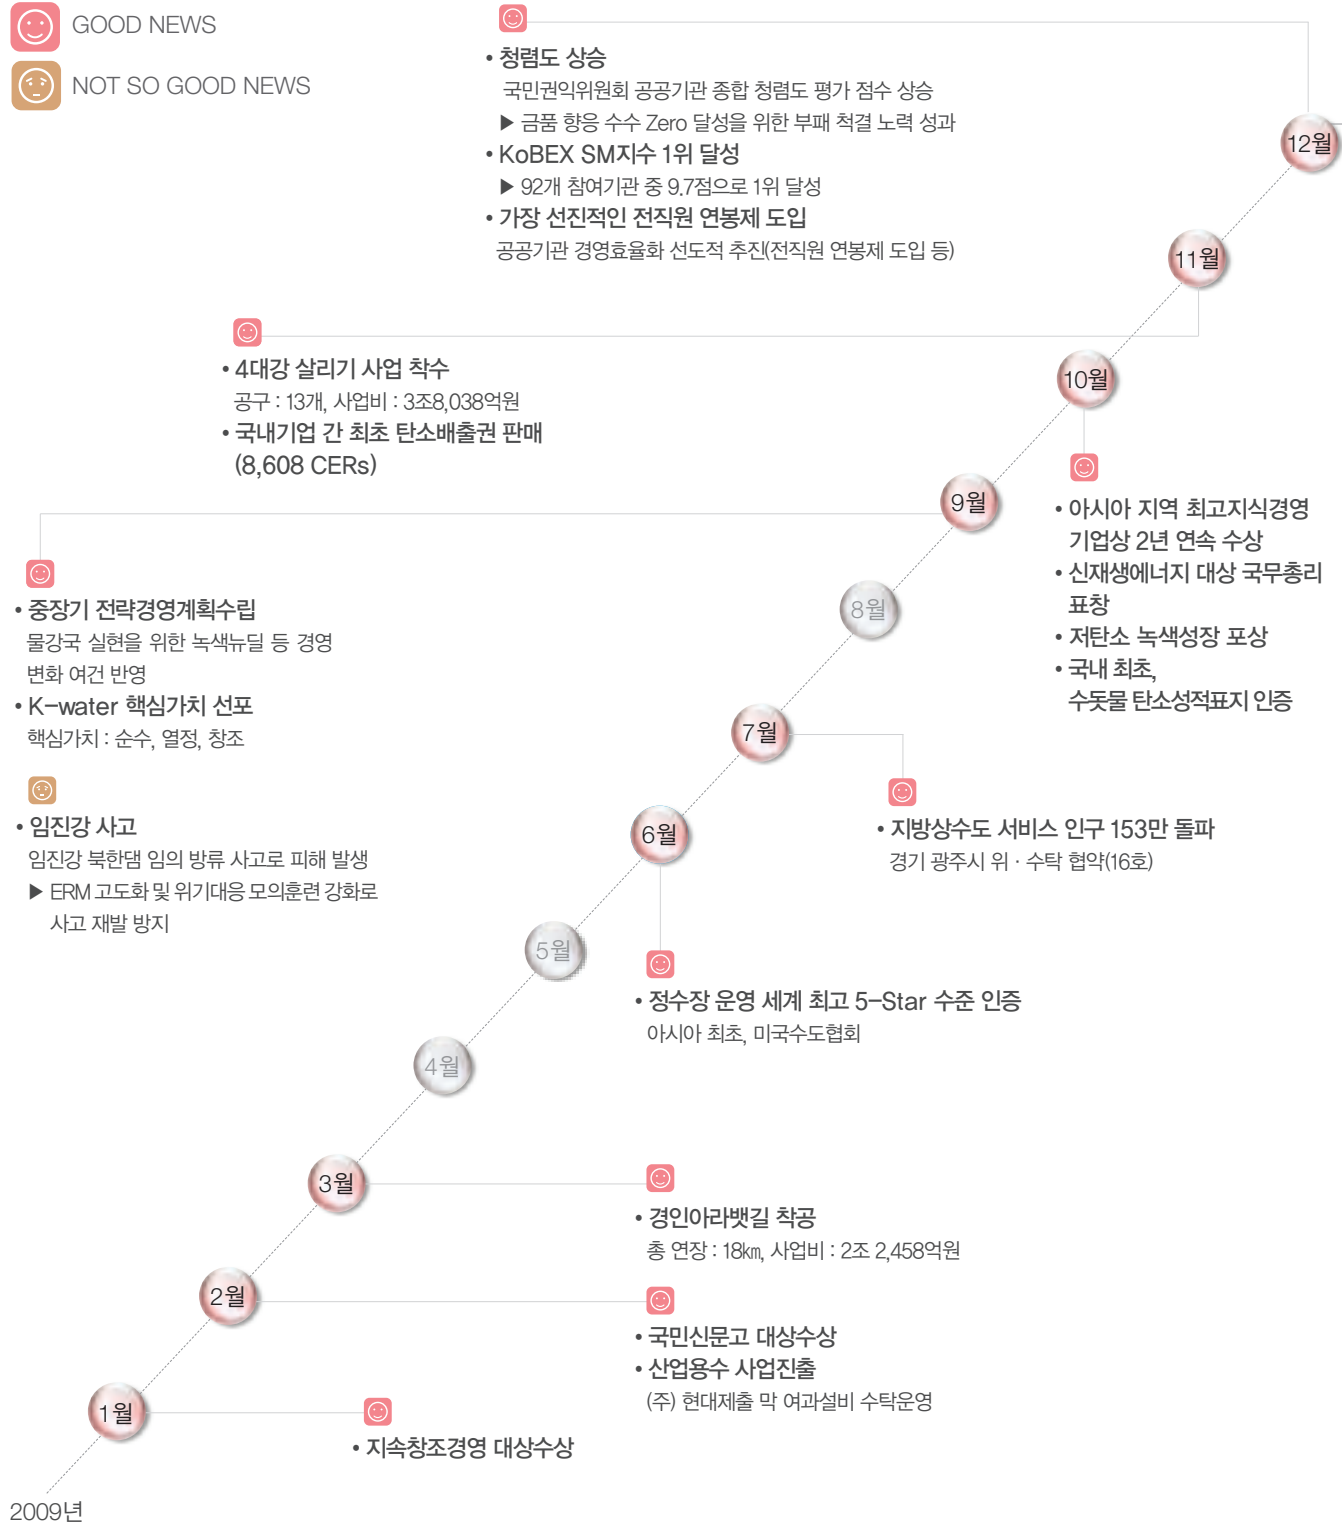 GOOD NEWS
NOT SO GOOD NEWS
• 청렴도 상승
국민권익위원회 공공기관 종합 청렴도 평가 점수 상승
▶ 금품 향응 수수 Zero 달성을 위한 부패 척결 노력 성과
• KoBEX SM지수 1위 달성
▶ 92개 참여기관 중 9.7점으로 1위 달성
• 가장 선진적인 전직원 연봉제 도입
공공기관 경영효율화 선도적 추진(전직원 연봉제 도입 등)
12월
11월
• 4대강 살리기 사업 착수
공구 : 13개, 사업비 : 3조8,038억원
• 국내기업 간 최초 탄소배출권 판매
(8,608 CERs)
10월
• 아시아 지역 최고지식경영
기업상 2년 연속 수상
• 신재생에너지 대상 국무총리
표창
• 저탄소 녹색성장 포상
• 국내 최초,
수돗물 탄소성적표지 인증
9월
• 중장기 전략경영계획수립
물강국 실현을 위한 녹색뉴딜 등 경영
변화 여건 반영
• K-water 핵심가치 선포
핵심가치 : 순수, 열정, 창조
• 임진강 사고
임진강 북한댐 임의 방류 사고로 피해 발생
▶ ERM 고도화 및 위기대응 모의훈련 강화로
사고 재발 방지
8월
7월
• 지방상수도 서비스 인구 153만 돌파
경기 광주시 위 · 수탁 협약(16호)
6월
• 정수장 운영 세계 최고 5-Star 수준 인증
아시아 최초, 미국수도협회
5월
4월
3월
• 경인아라뱃길 착공
총 연장 : 18㎞, 사업비 : 2조 2,458억원
2월
• 국민신문고 대상수상
• 산업용수 사업진출
(주) 현대제출 막 여과설비 수탁운영
1월
• 지속창조경영 대상수상
2009년